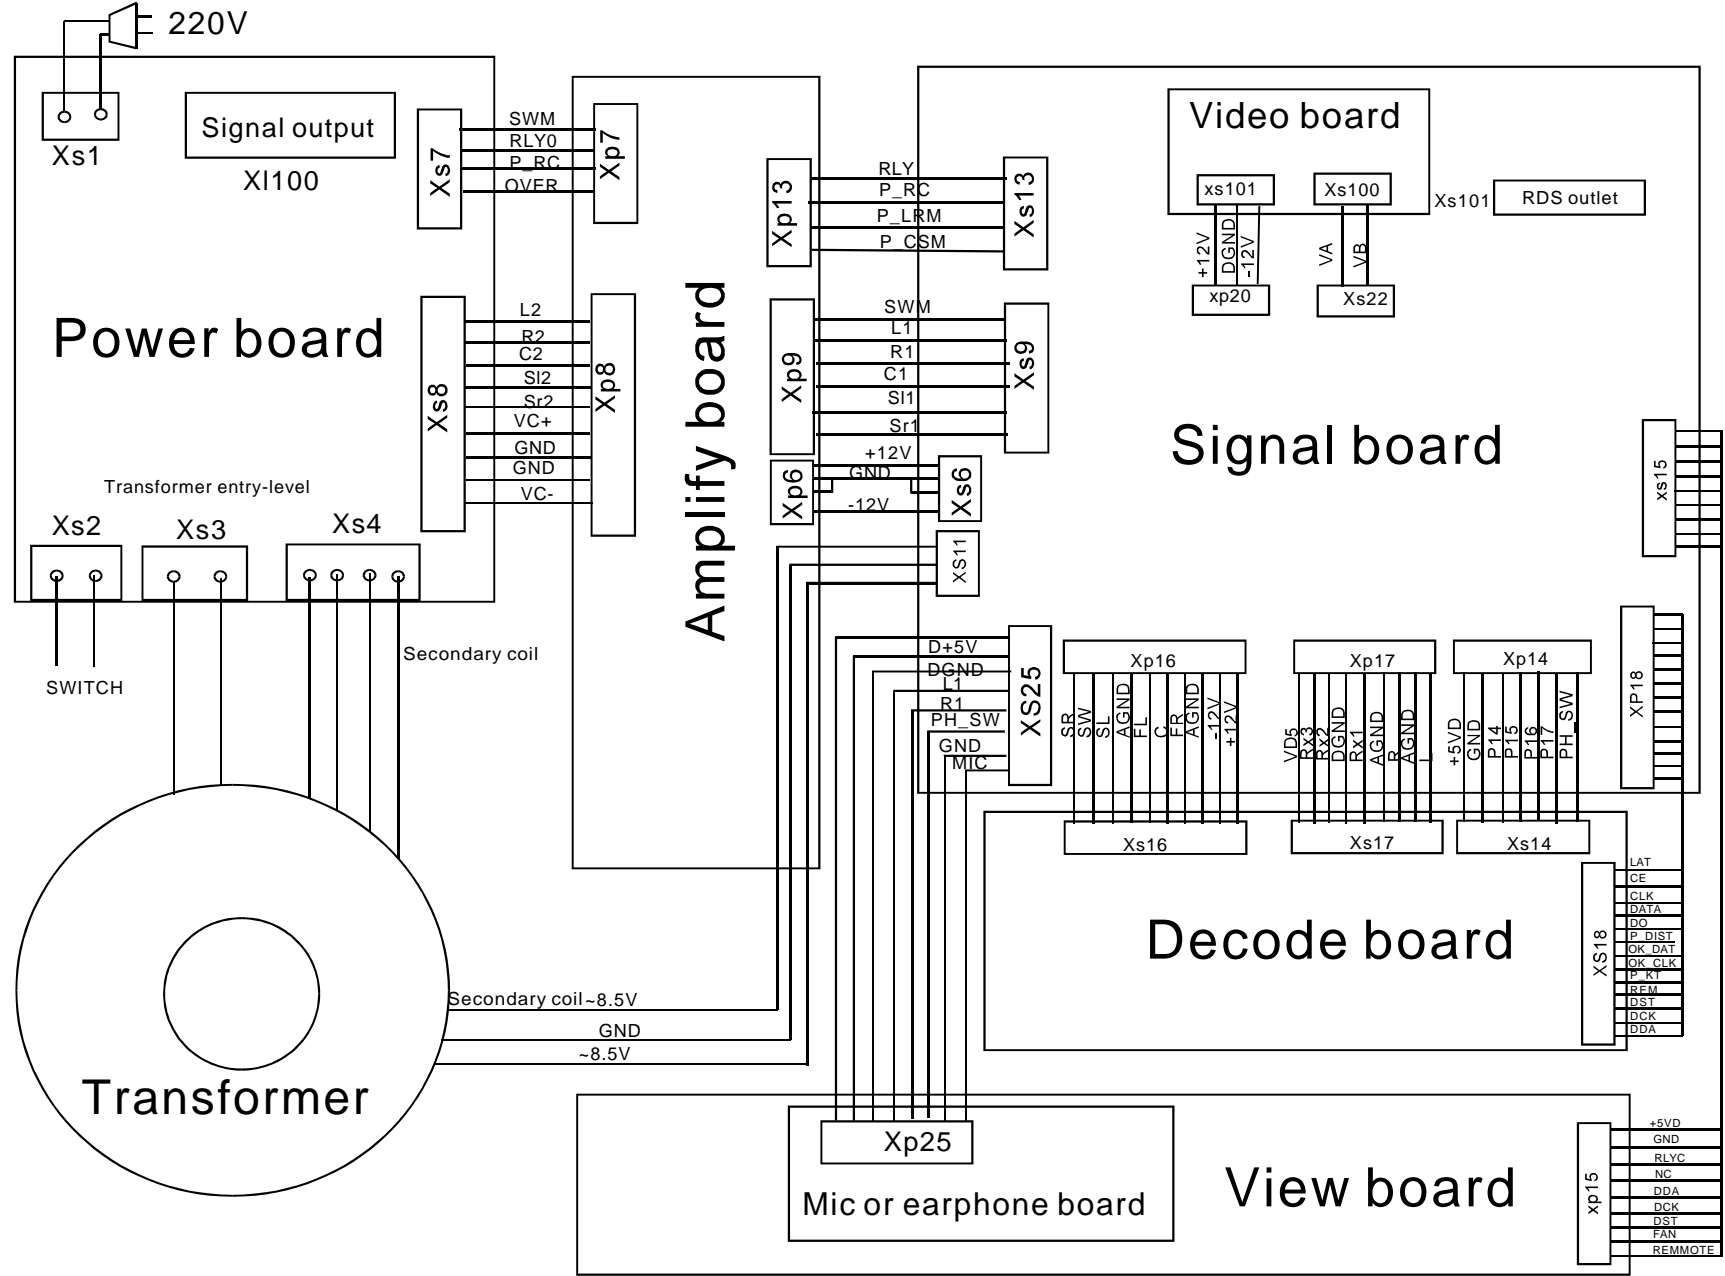 220V
Xs1
Signal output
Xl100
Power board
Xs7
SWM
RLY0
P_RC
OVER
Xp7
Xs8
L2
R2
C2
Sl2
Sr2
VC+
GND
GND
VC-
Xp8
Transformer entry-level
Xs2
Xs3
Xs4
SWITCH
Secondary coil
Amplify board
Xp13
RLY
P_RC
P_LRM
P_CSM
Xs13
Xp9
SWM
L1
R1
C1
Sl1
Sr1
Xs9
Xp6
+12V
GND
-12V
Xs6
XS11
Video board
xs101
Xs100
+12V
DGND
-12V
VA
VB
xp20
Xs22
Xs101
RDS outlet
Signal board
xs15
XP18
D+5V
DGND
L1
R1
PH_SW
GND
MIC
XS25
Xp16
SR
SW
SL
AGND
FL
C
FR
AGND
-12V
+12V
Xs16
Xp17
VD5
Rx3
Rx2
DGND
Rx1
AGND
R
AGND
L
Xs17
Xp14
+5VD
GND
P14
P15
P16
P17
PH_SW
Xs14
Decode board
XS18
LAT
CE
CLK
DATA
DO
P_DIST
OK_DAT
OK_CLK
P_KT
REM
DST
DCK
DDA
Transformer
Secondary coil ~8.5V
GND
~8.5V
Xp25
Mic or earphone board
View board
xp15
+5VD
GND
RLYC
NC
DDA
DCK
DST
FAN
REMMOTE